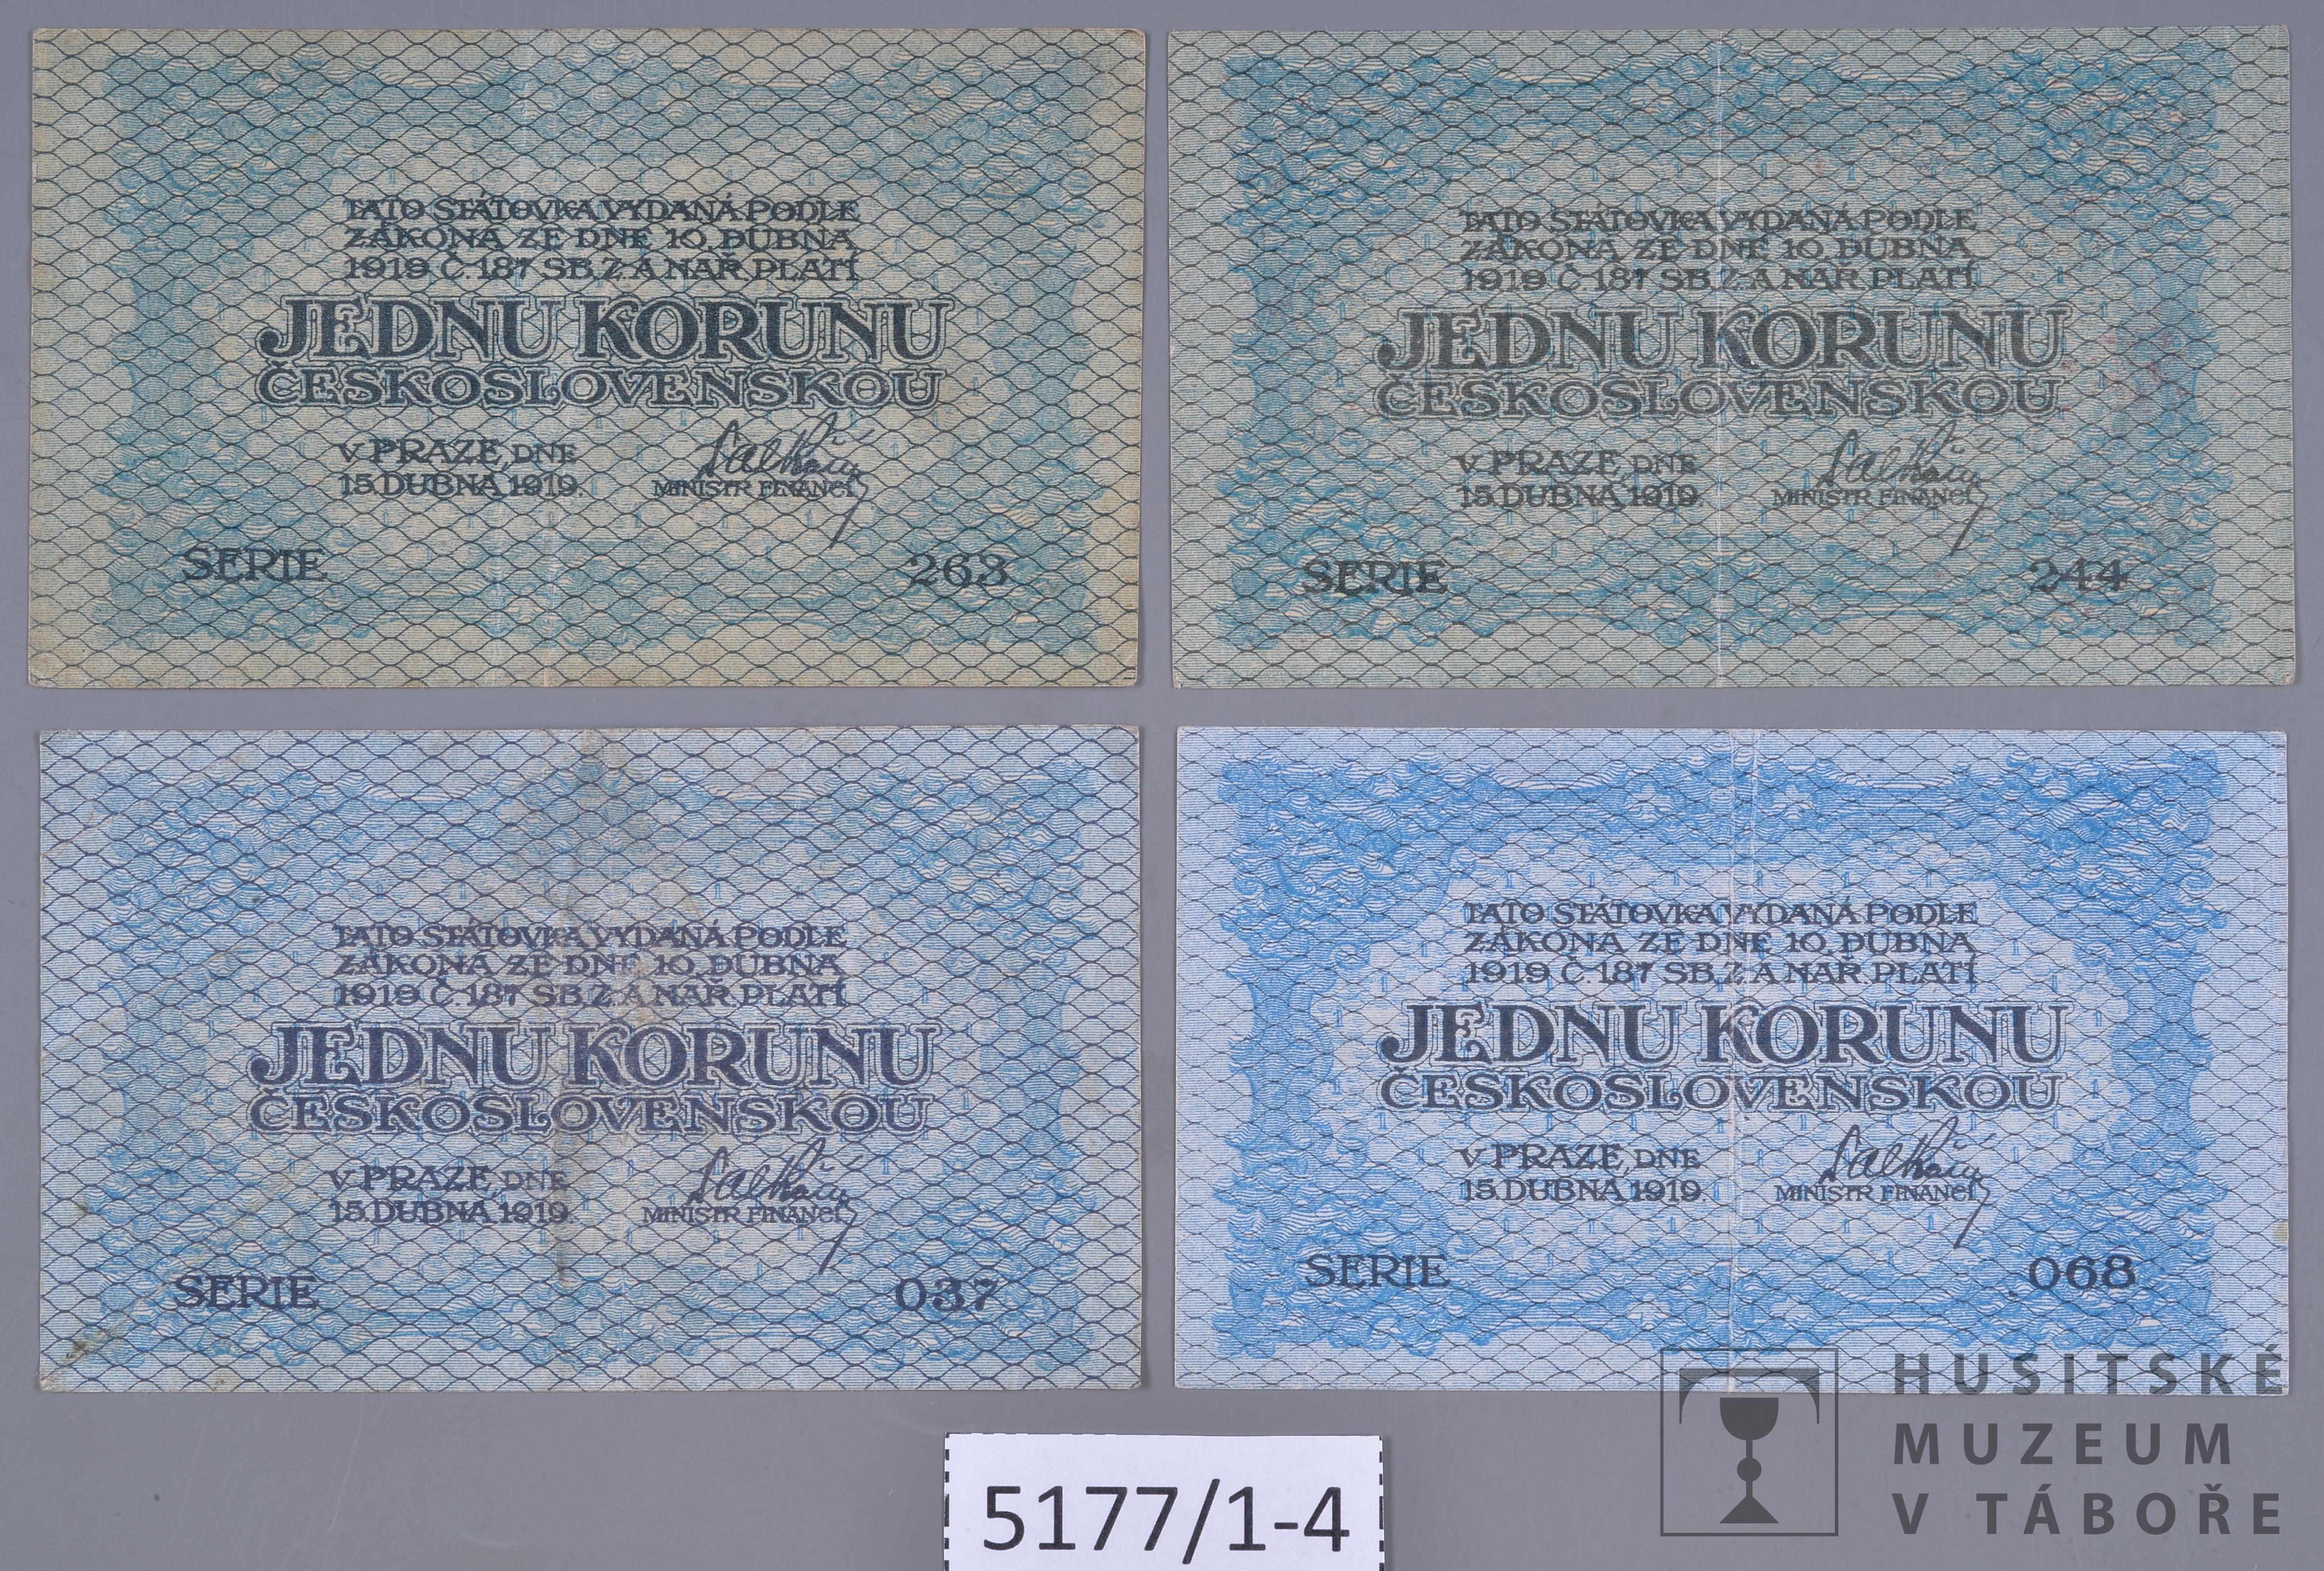 TATO STÁTOVKA VYDANÁ PODLE
ZÁKONA ZE DNE 10. DUBNA
1919 Č. 187 SB. Z. A NAŘ. PLATÍ
JEDNU KORUNU
ČESKOSLOVENSKOU
V PRAZE, DNE
15. DUBNA 1919.
MINISTR FINANCÍ
SERIE 263
TATO STÁTOVKA VYDANÁ PODLE
ZÁKONA ZE DNE 10. DUBNA
1919 Č. 187 SB. Z. A NAŘ. PLATÍ
JEDNU KORUNU
ČESKOSLOVENSKOU
V PRAZE, DNE
15. DUBNA 1919.
MINISTR FINANCÍ
SERIE 244
TATO STÁTOVKA VYDANÁ PODLE
ZÁKONA ZE DNE 10. DUBNA
1919 Č. 187 SB. Z. A NAŘ. PLATÍ
JEDNU KORUNU
ČESKOSLOVENSKOU
V PRAZE, DNE
15. DUBNA 1919.
MINISTR FINANCÍ
SERIE 037
TATO STÁTOVKA VYDANÁ PODLE
ZÁKONA ZE DNE 10. DUBNA
1919 Č. 187 SB. Z. A NAŘ. PLATÍ
JEDNU KORUNU
ČESKOSLOVENSKOU
V PRAZE, DNE
15. DUBNA 1919.
MINISTR FINANCÍ
SERIE 068
5177/1-4
HUSITSKÉ
MUZEUM
V TÁBOŘE